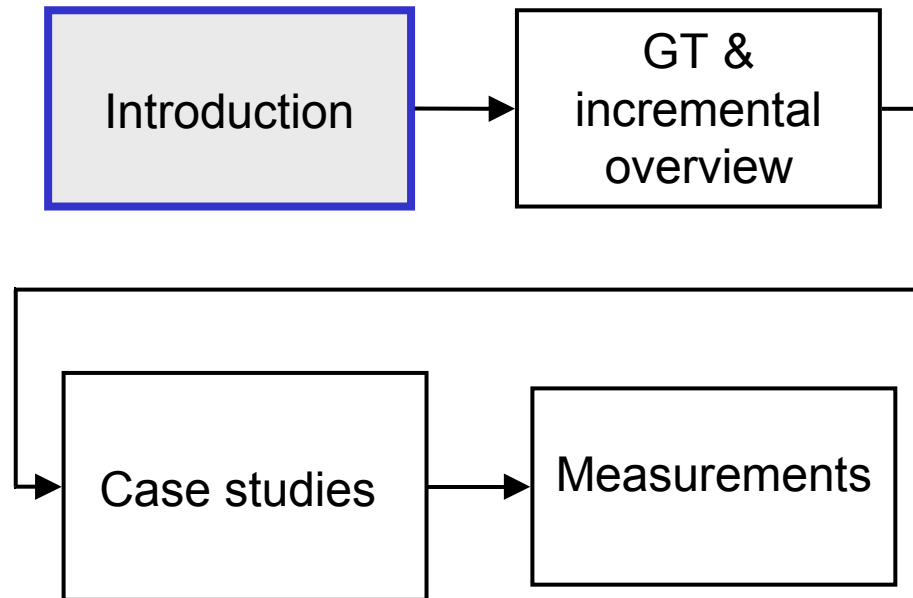 Introduction
GT &
incremental
overview
Case studies
Measurements